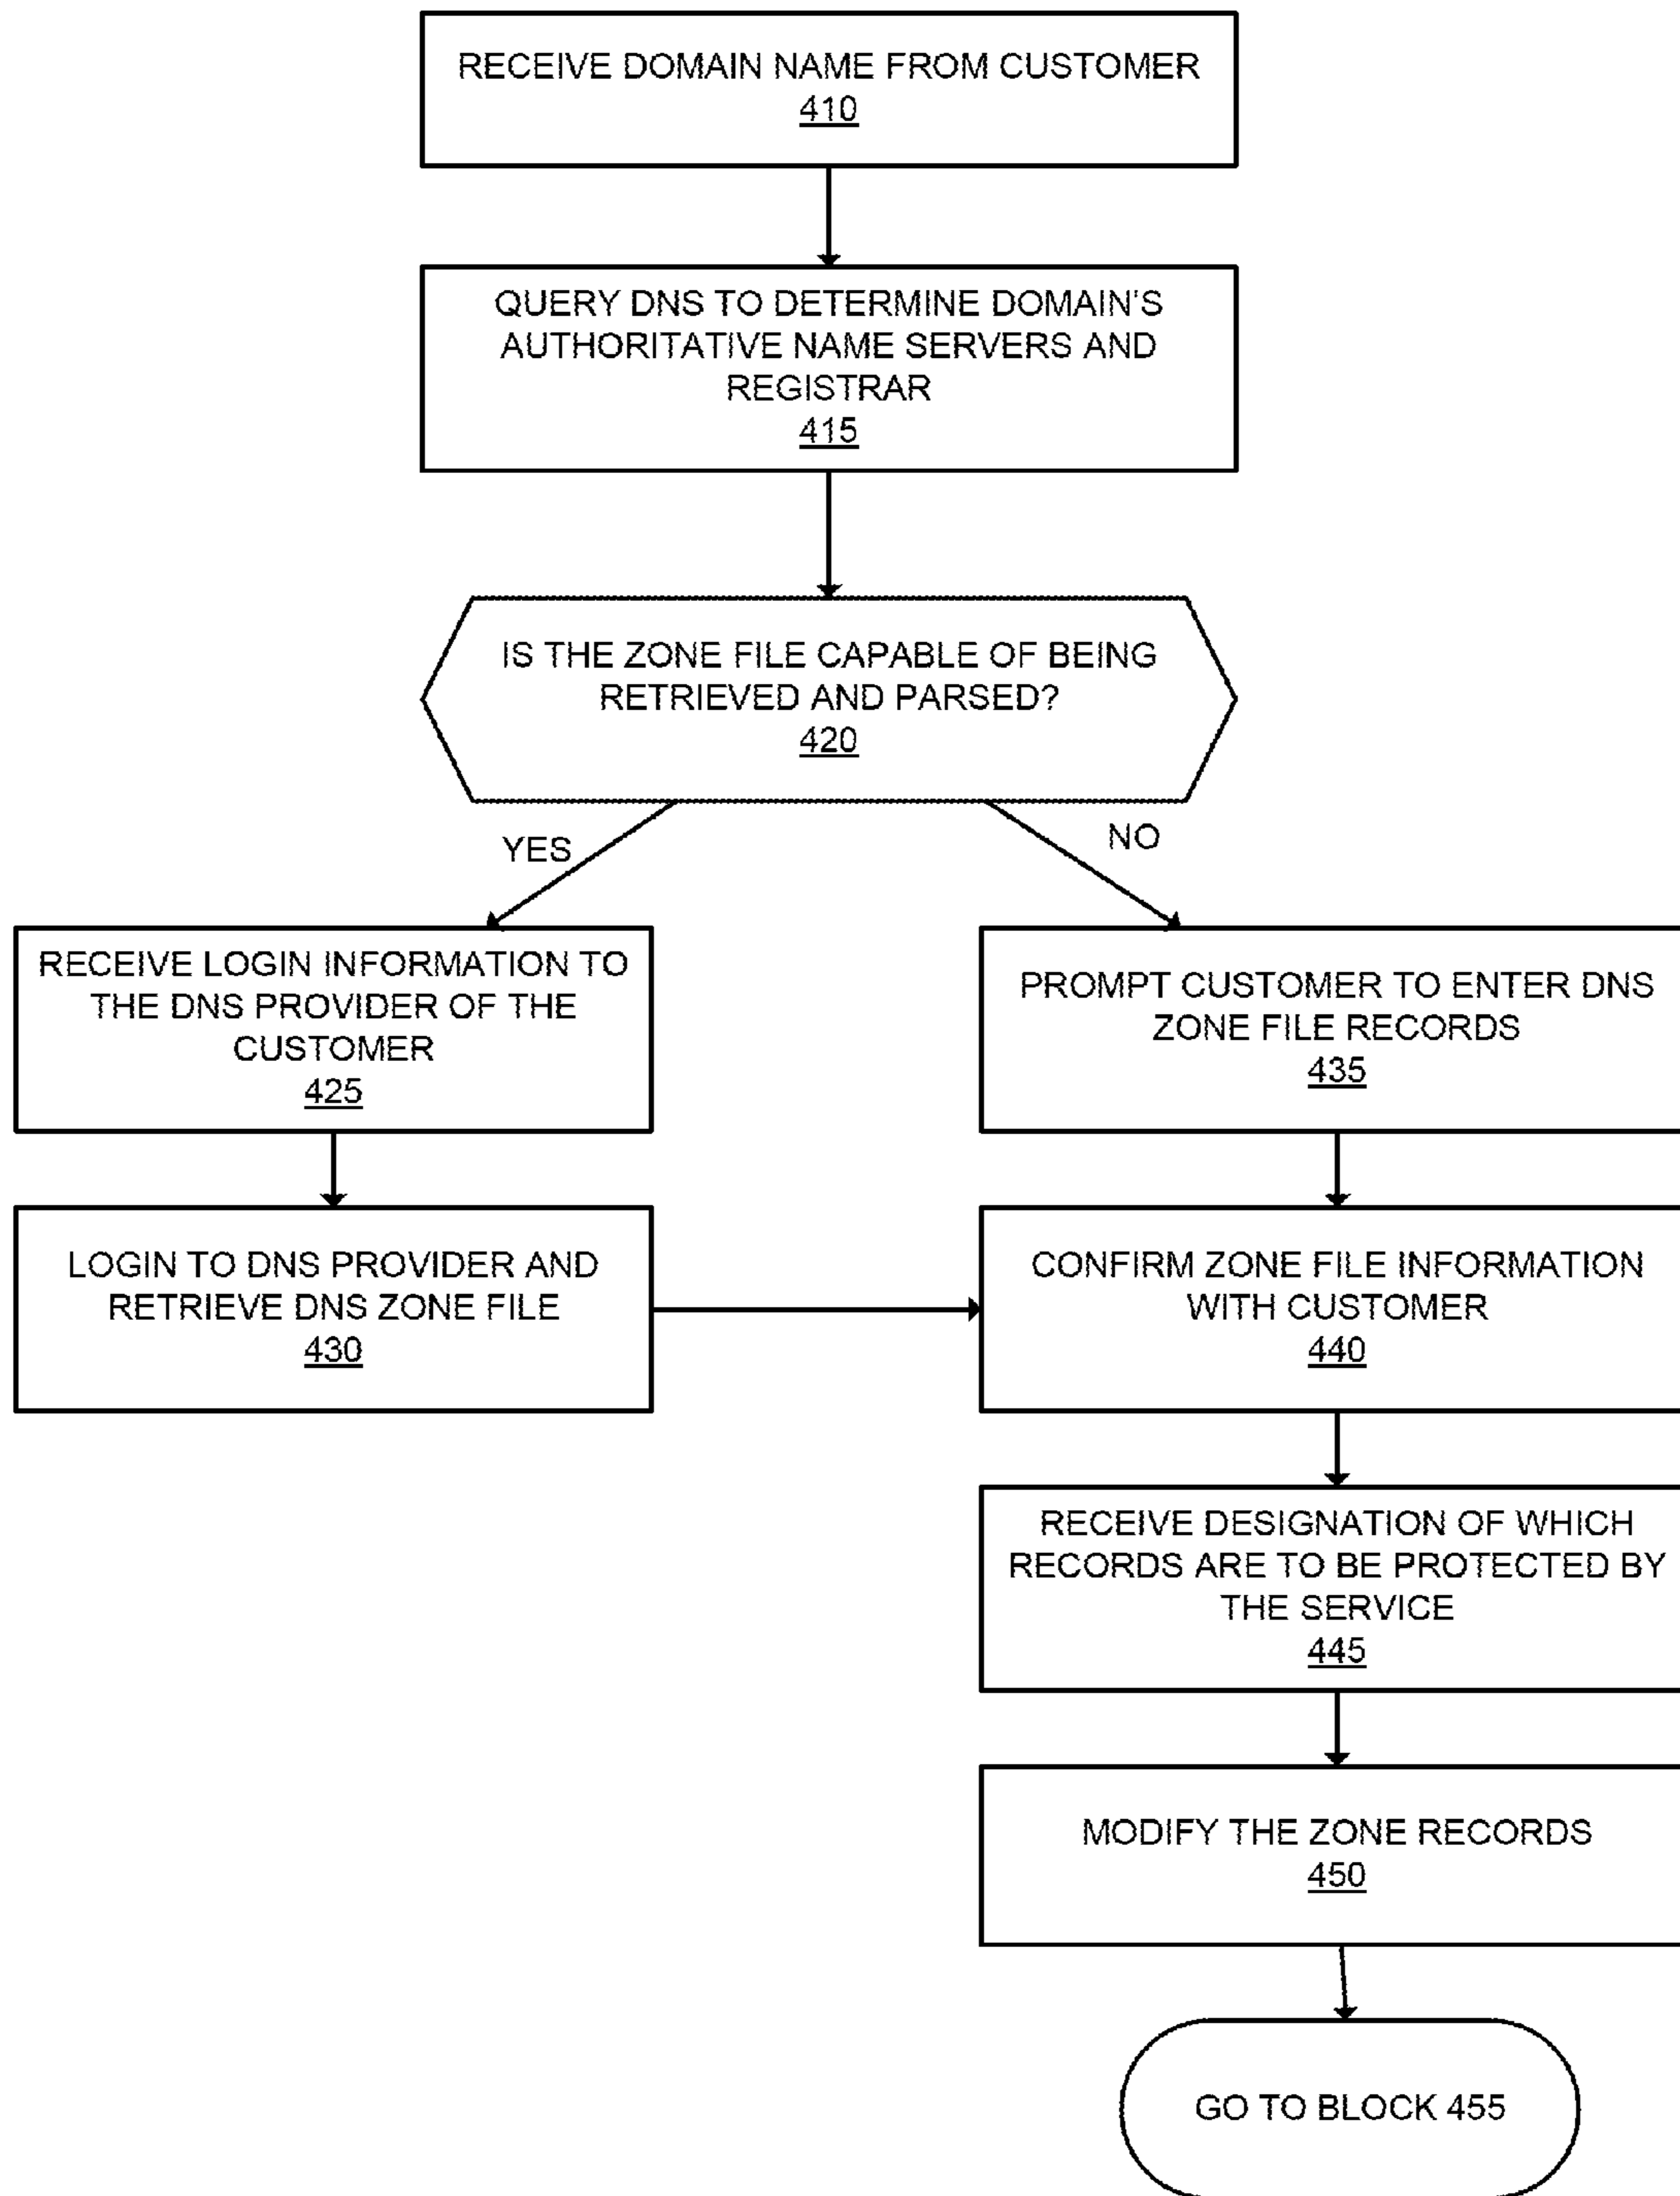 RECEIVE DOMAIN NAME FROM CUSTOMER
410
QUERY DNS TO DETERMINE DOMAIN'S
AUTHORITATIVE NAME SERVERS AND
REGISTRAR
415
IS THE ZONE FILE CAPABLE OF BEING
RETRIEVED AND PARSED?
420
YES
NO
RECEIVE LOGIN INFORMATION TO
THE DNS PROVIDER OF THE
CUSTOMER
425
PROMPT CUSTOMER TO ENTER DNS
ZONE FILE RECORDS
435
LOGIN TO DNS PROVIDER AND
RETRIEVE DNS ZONE FILE
430
CONFIRM ZONE FILE INFORMATION
WITH CUSTOMER
440
RECEIVE DESIGNATION OF WHICH
RECORDS ARE TO BE PROTECTED BY
THE SERVICE
445
MODIFY THE ZONE RECORDS
450
GO TO BLOCK 455